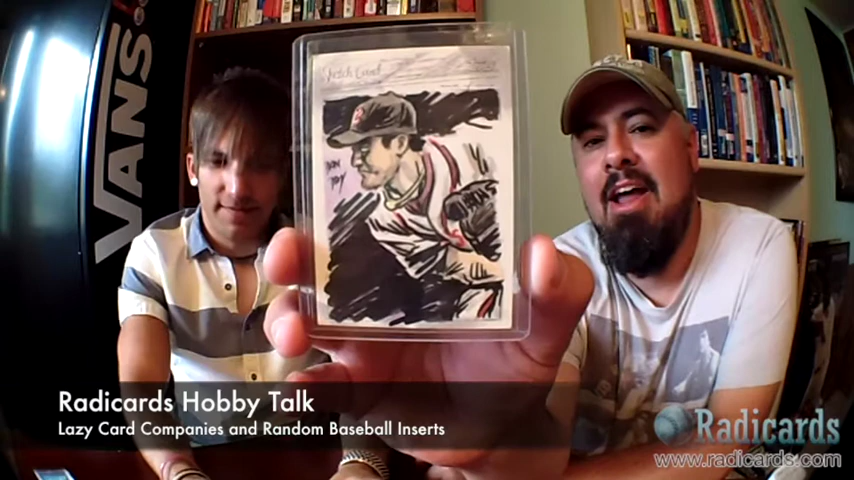 VANS
Sketch Card
Radicards Hobby Talk
Lazy Card Companies and Random Baseball Inserts
Radicards
www.radicards.com